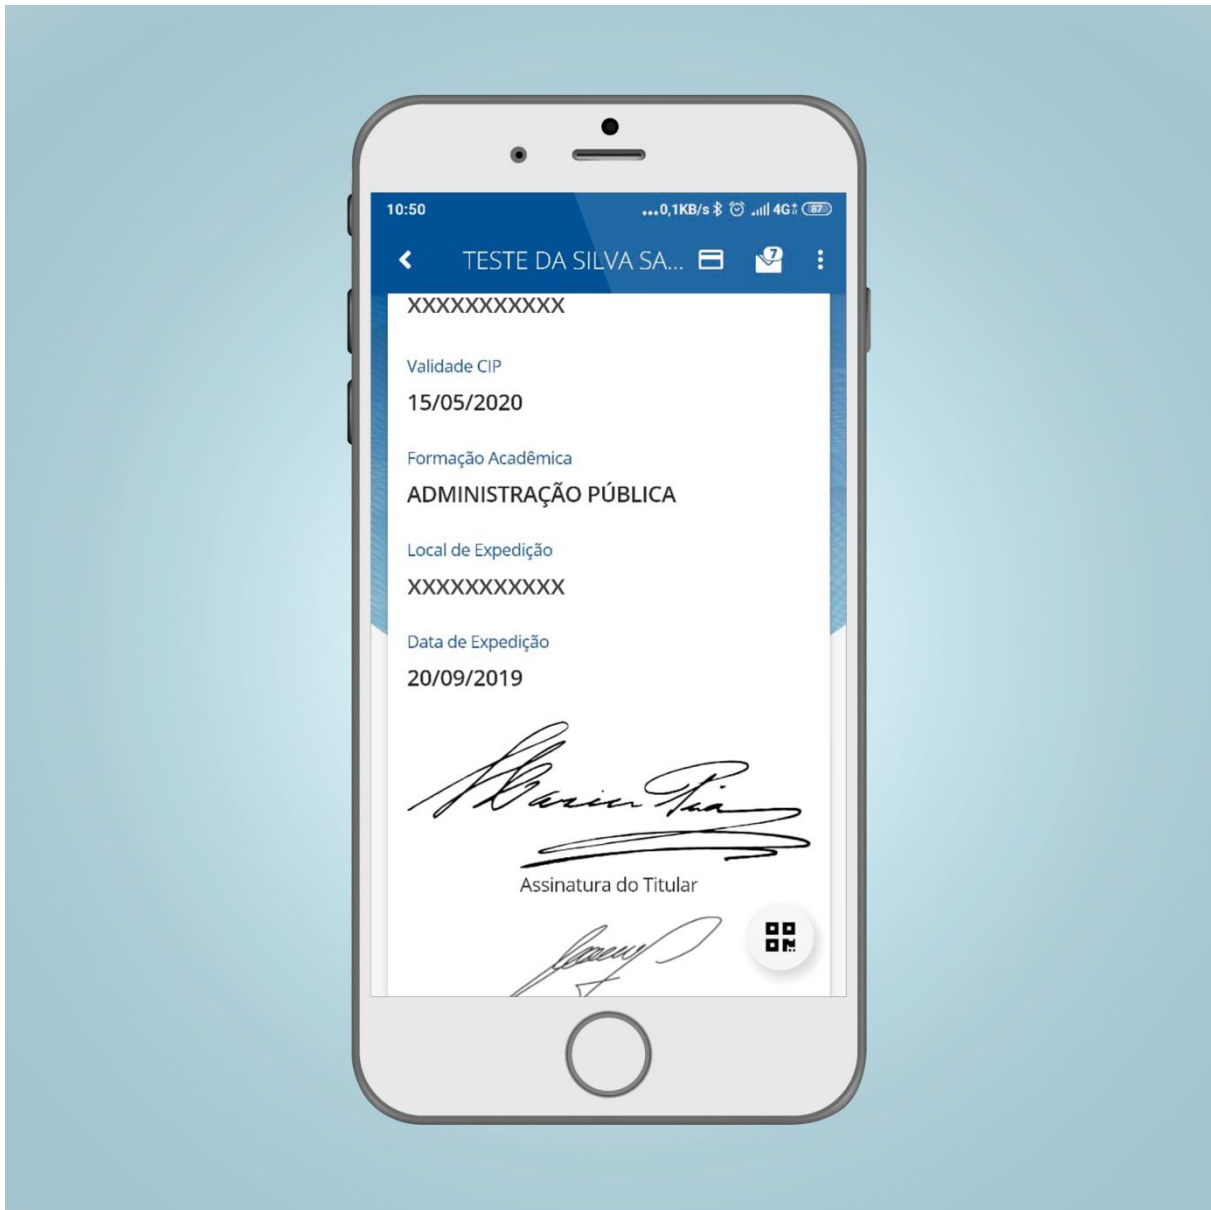 10:50 ...0,1KB/s 4G 87
TESTE DA SILVA SA... 7
XXXXXXXXXXX
Validade CIP
15/05/2020
Formação Acadêmica
ADMINISTRAÇÃO PÚBLICA
Local de Expedição
XXXXXXXXXXX
Data de Expedição
20/09/2019
Assinatura do Titular